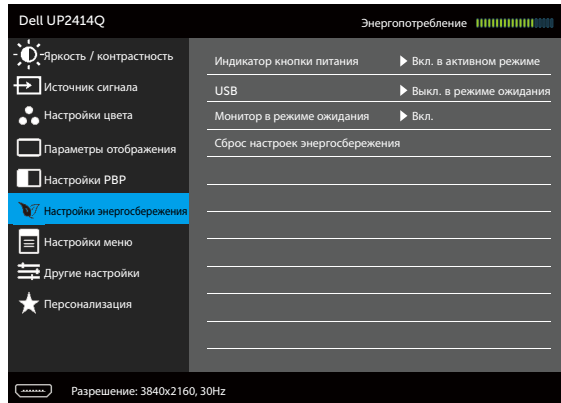 Dell UP2414Q
Энергопотребление
Яркость / контрастность
Источник сигнала
Настройки цвета
Параметры отображения
Настройки PBP
Настройки энергосбережения
Настройки меню
Другие настройки
Персонализация
Индикатор кнопки питания Вкл. в активном режиме
USB Выкл. в режиме ожидания
Монитор в режиме ожидания Вкл.
Сброс настроек энергосбережения
Разрешение: 3840x2160, 30Hz